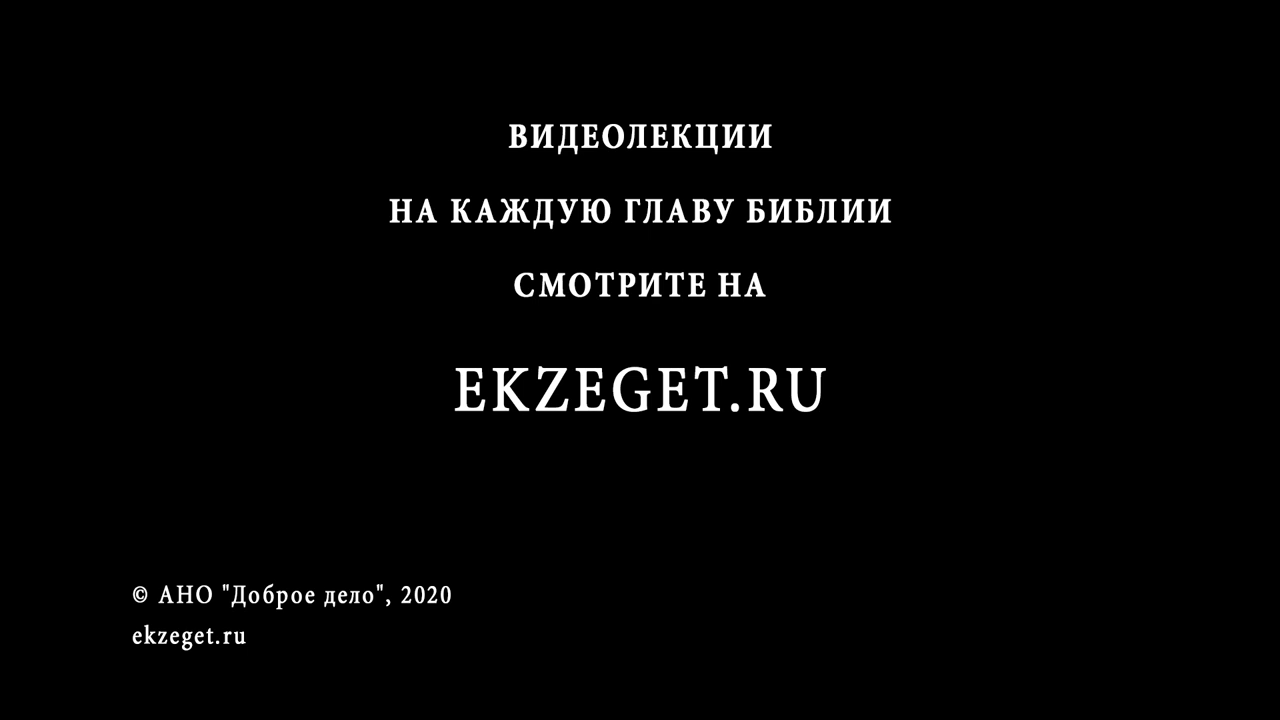 ВИДЕОЛЕКЦИИ
НА КАЖДУЮ ГЛАВУ БИБЛИИ
СМОТРИТЕ НА
EKZEGET.RU
© АНО "Доброе дело", 2020
ekzeget.ru